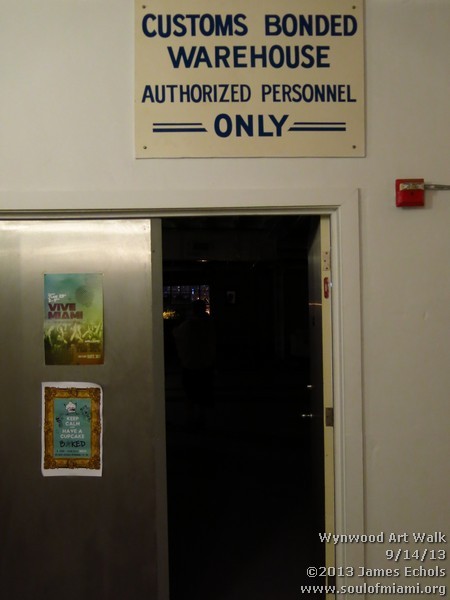 CUSTOMS BONDED
WAREHOUSE
AUTHORIZED PERSONNEL
ONLY
VIVE
MIAMI
KEEP
CALM
AND
HAVE A
CUPCAKE
Wynwood Art Walk
9/14/13
©2013 James Echols
www.soulofmiami.org